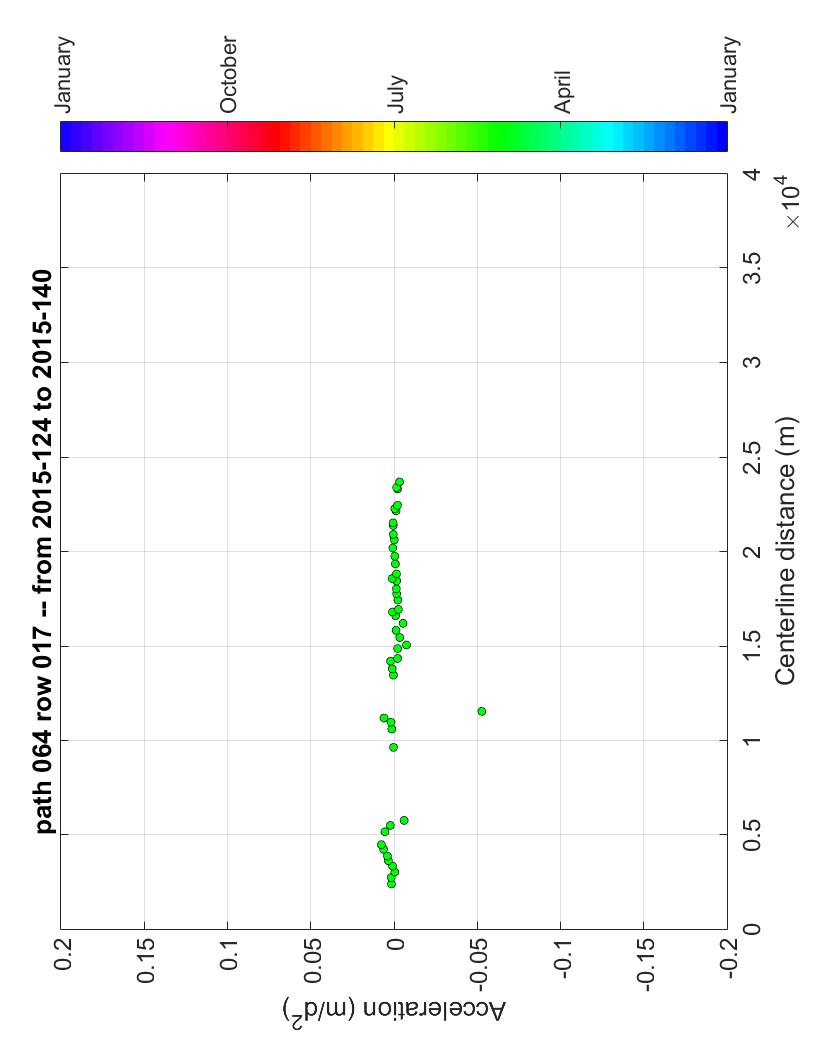 path 064 row 017 -- from 2015-124 to 2015-140
Acceleration (m/d²)
0.2
0.15
0.1
0.05
0
-0.05
-0.1
-0.15
-0.2
0
0.5
1
1.5
2
2.5
3
3.5
4
×10⁴
Centerline distance (m)
January
October
July
April
January